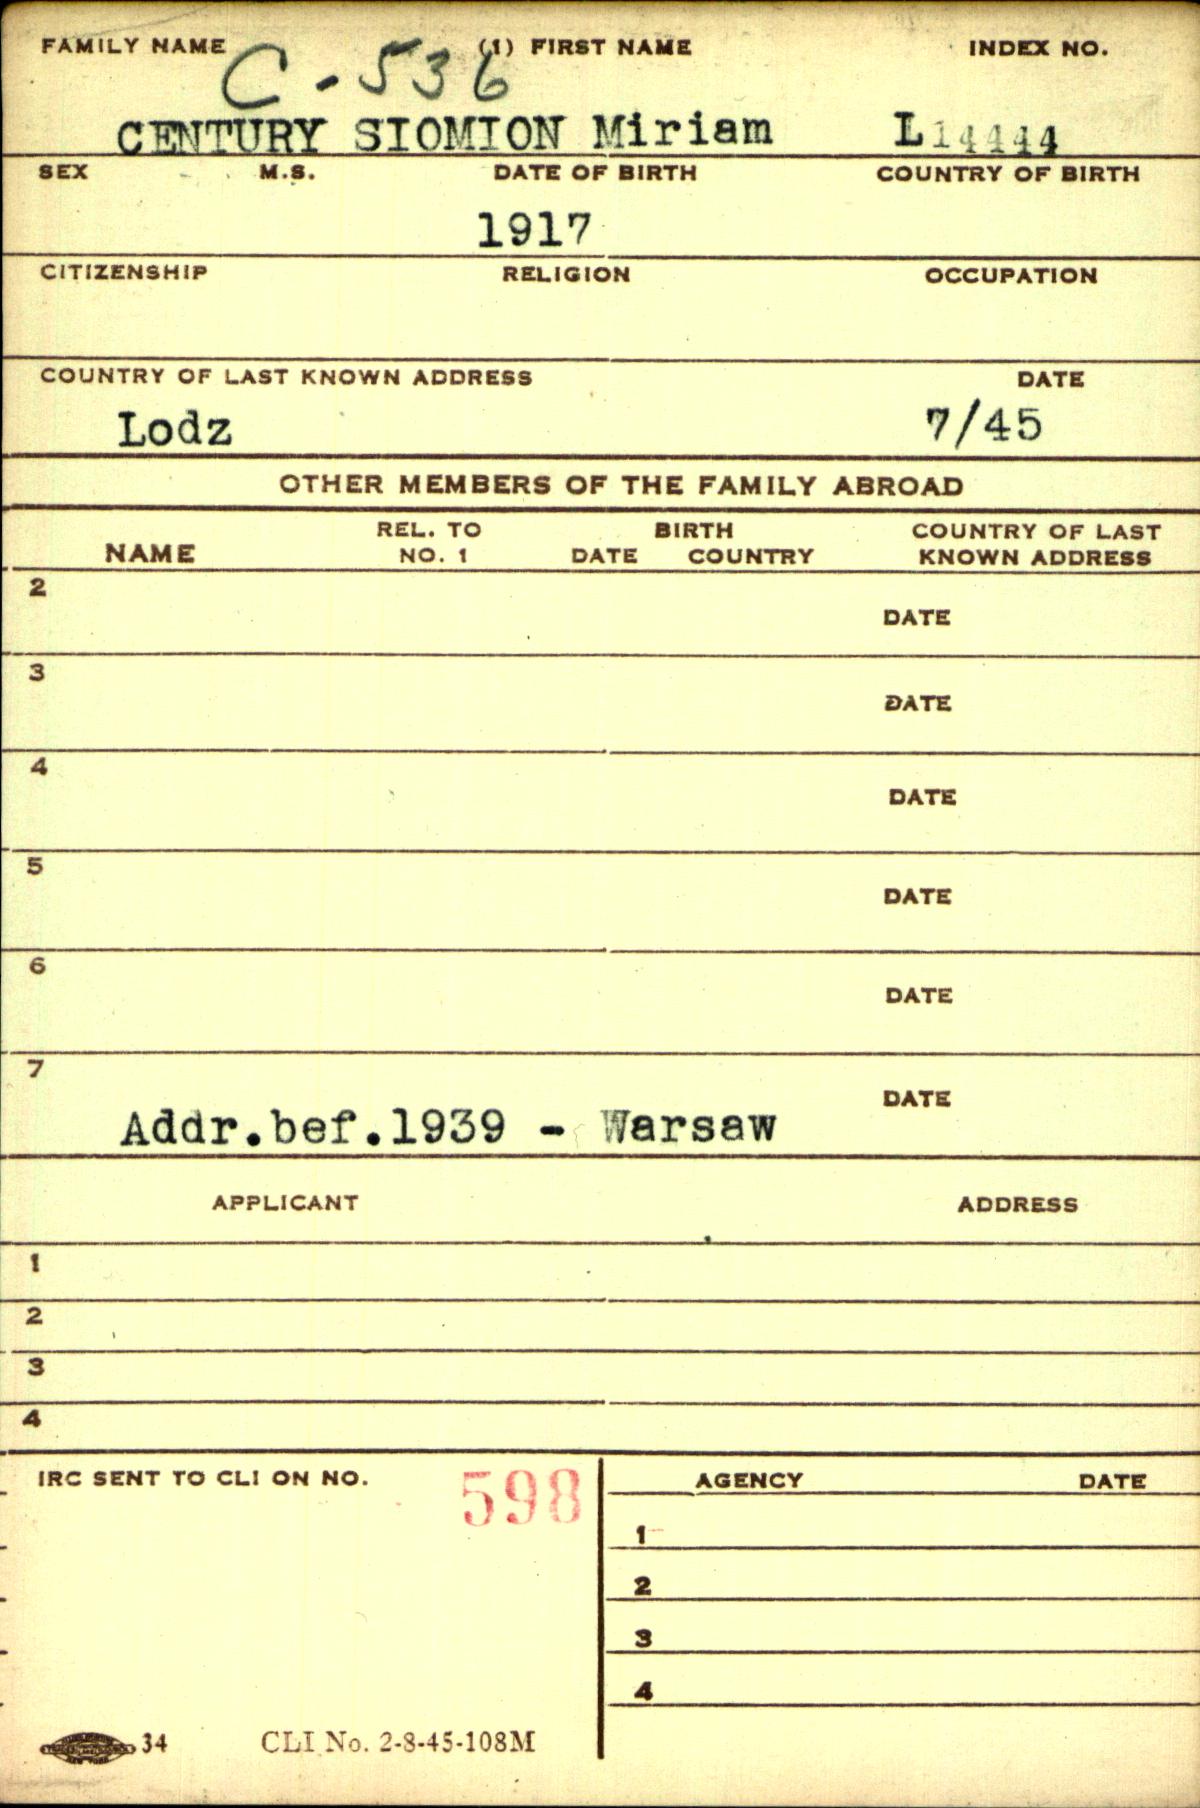 FAMILY NAME (1) FIRST NAME INDEX NO.
C-536
CENTURY SIOMION Miriam L14444
SEX M.S. DATE OF BIRTH COUNTRY OF BIRTH
1917
CITIZENSHIP RELIGION OCCUPATION
COUNTRY OF LAST KNOWN ADDRESS DATE
Lodz 7/45
OTHER MEMBERS OF THE FAMILY ABROAD
NAME REL. TO NO. 1 BIRTH DATE COUNTRY COUNTRY OF LAST KNOWN ADDRESS
2 DATE
3 DATE
4 DATE
5 DATE
6 DATE
7 DATE
Addr.bef.1939 - Warsaw
APPLICANT ADDRESS
1
2
3
4
IRC SENT TO CLI ON NO. 598
AGENCY DATE
1
2
3
4
34 CLI No. 2-8-45-108M